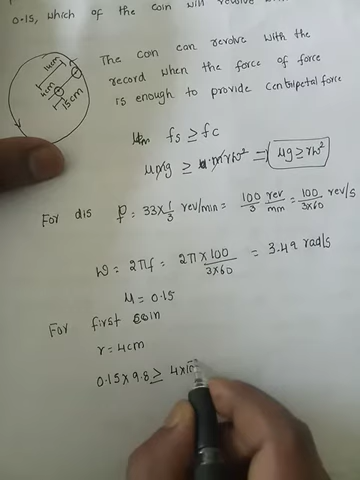 0.15, which of the coin will revolve
The coin can revolve with the
record when the force of force
is enough to provide centripetal force
14cm
4cm
15cm
fs ≥ fc
μmg ≥ mrω² ⇒ μg ≥ rω²
For dis f = 33×1/3 rev/min = 100/3 rev/mm = 100/3×60 rev/s
ω = 2πf = 2π×100/3×60 = 3.49 rad/s
μ = 0.15
For first coin
r = 4cm
0.15×9.8 ≥ 4×10